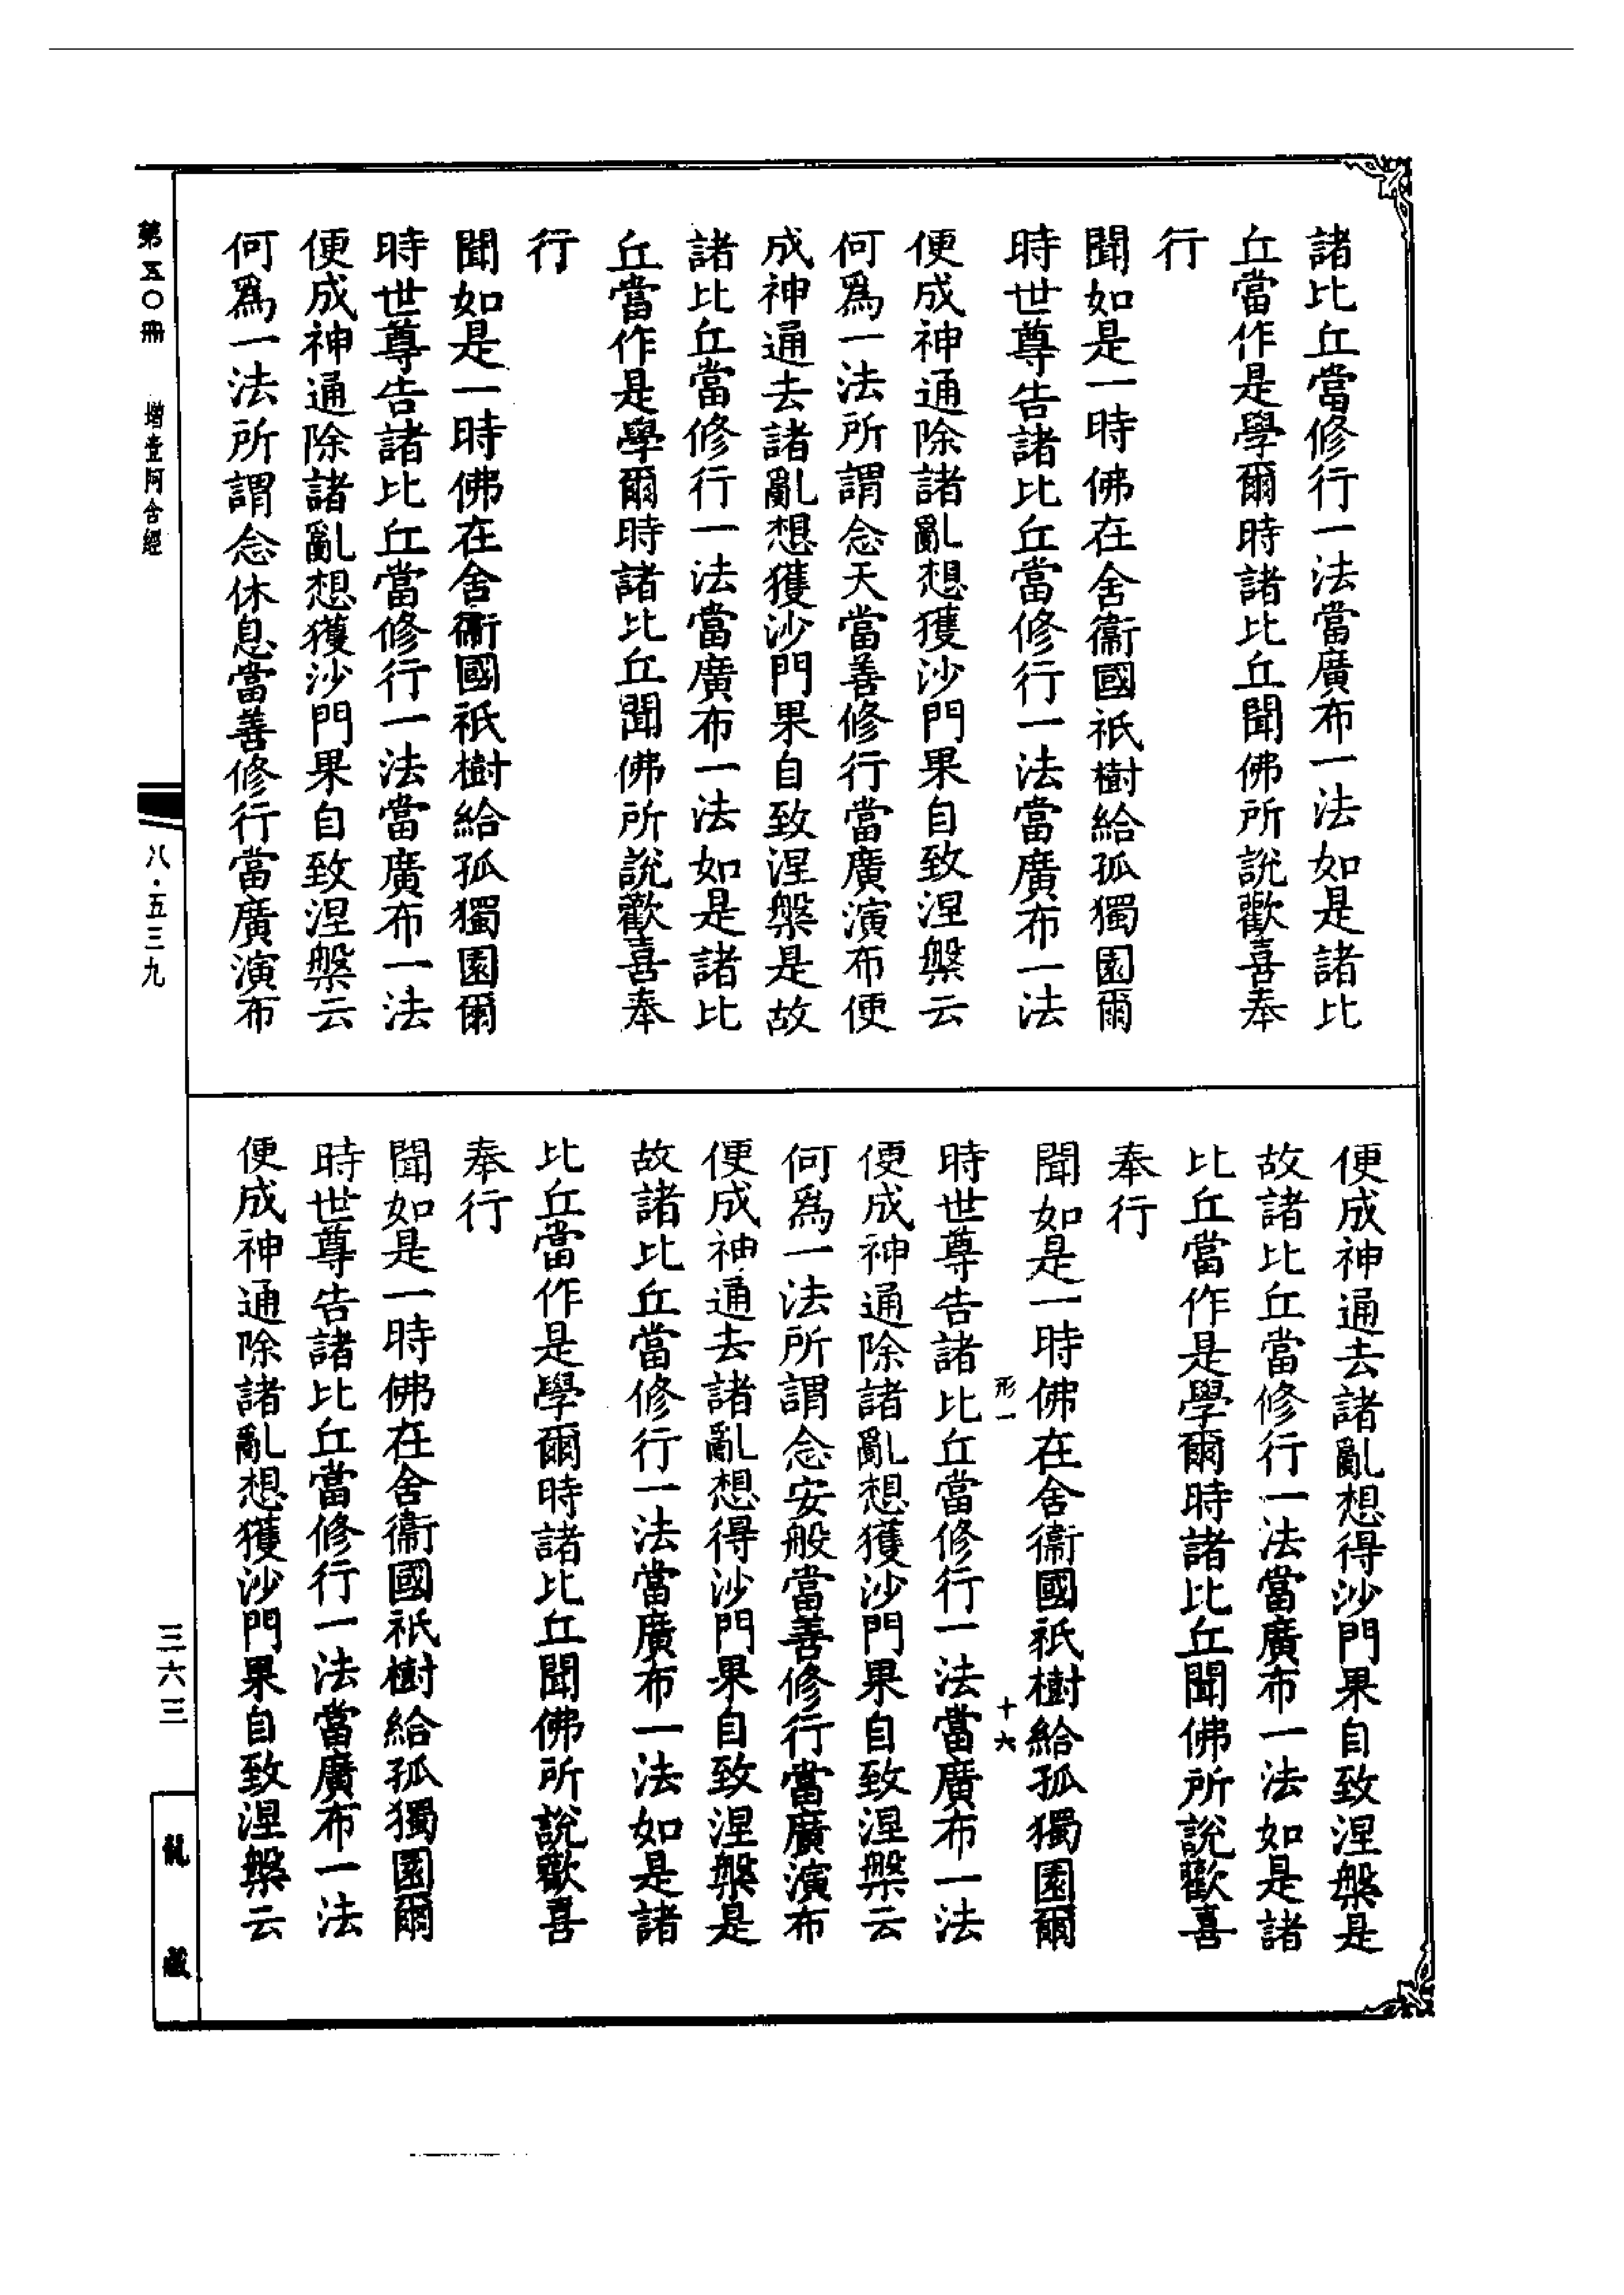 諸比丘當修行一法當廣布一法如是諸比
丘當作是學爾時諸比丘聞佛所說歡喜奉
行
聞如是一時佛在舍衞國祇樹給孤獨園爾
時世尊告諸比丘當修行一法當廣布一法
便成神通除諸亂想獲沙門果自致涅槃云
何爲一法所謂念天當善修行當廣演布便
成神通去諸亂想獲沙門果自致涅槃是故
諸比丘當修行一法當廣布一法如是諸比
丘當作是學爾時諸比丘聞佛所說歡喜奉
行
聞如是一時佛在舍衞國祇樹給孤獨園爾
時世尊告諸比丘當修行一法當廣布一法
便成神通除諸亂想獲沙門果自致涅槃云
何爲一法所謂念休息當善修行當廣演布
便成神通去諸亂想得沙門果自致涅槃是
故諸比丘當修行一法當廣布一法如是諸
比丘當作是學爾時諸比丘聞佛所說歡喜
奉行
聞如是一時佛在舍衞國祇樹給孤獨園爾
形一 十六
時世尊告諸比丘當修行一法當廣布一法
便成神通除諸亂想獲沙門果自致涅槃云
何爲一法所謂念安般當善修行當廣演布
便成神通去諸亂想得沙門果自致涅槃是
故諸比丘當修行一法當廣布一法如是諸
比丘當作是學爾時諸比丘聞佛所說歡喜
奉行
聞如是一時佛在舍衞國祇樹給孤獨園爾
時世尊告諸比丘當修行一法當廣布一法
便成神通除諸亂想獲沙門果自致涅槃云
第五〇冊 增壹阿含經 八·五三九 三六三 龍藏